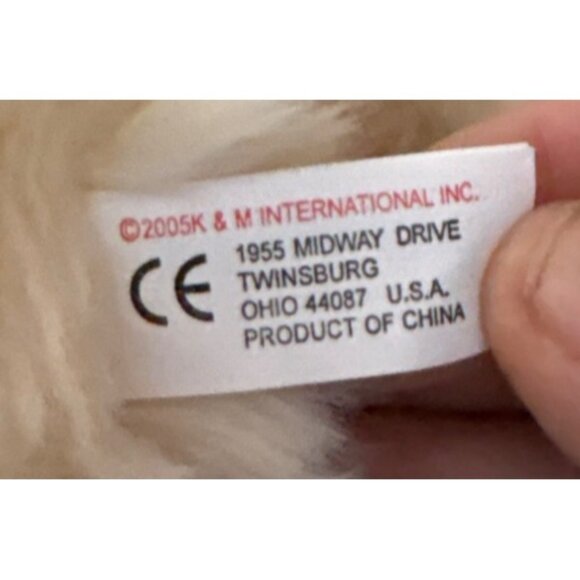 ©2005K & M INTERNATIONAL INC.
CE 1955 MIDWAY DRIVE
TWINSBURG
OHIO 44087 U.S.A.
PRODUCT OF CHINA